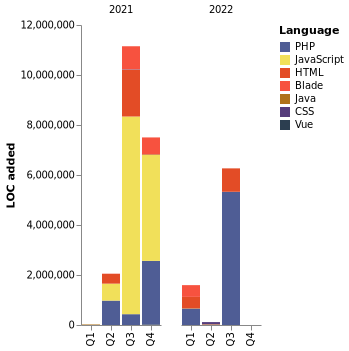 2021
2022
12,000,000
10,000,000
8,000,000
6,000,000
4,000,000
2,000,000
0
LOC added
Q1
Q2
Q3
Q4
Q1
Q2
Q3
Q4
Language
PHP
JavaScript
HTML
Blade
Java
CSS
Vue